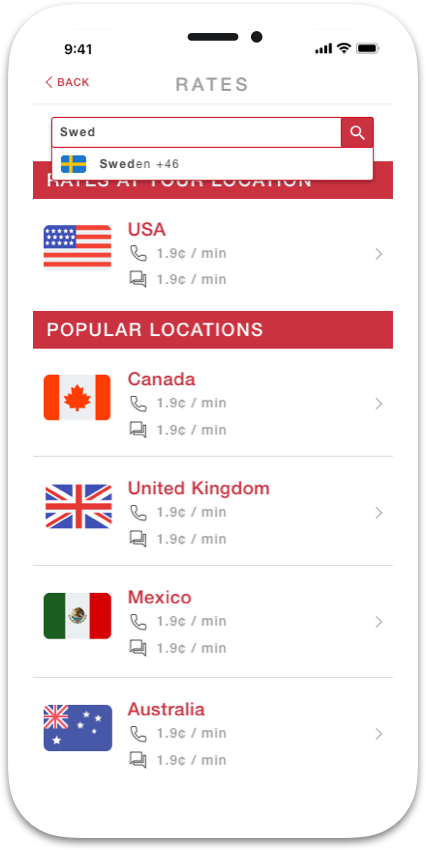 9:41
BACK
RATES
Swed
Sweden +46
RATES AT YOUR LOCATION
USA
1.9¢ / min
1.9¢ / min
POPULAR LOCATIONS
Canada
1.9¢ / min
1.9¢ / min
United Kingdom
1.9¢ / min
1.9¢ / min
Mexico
1.9¢ / min
1.9¢ / min
Australia
1.9¢ / min
1.9¢ / min